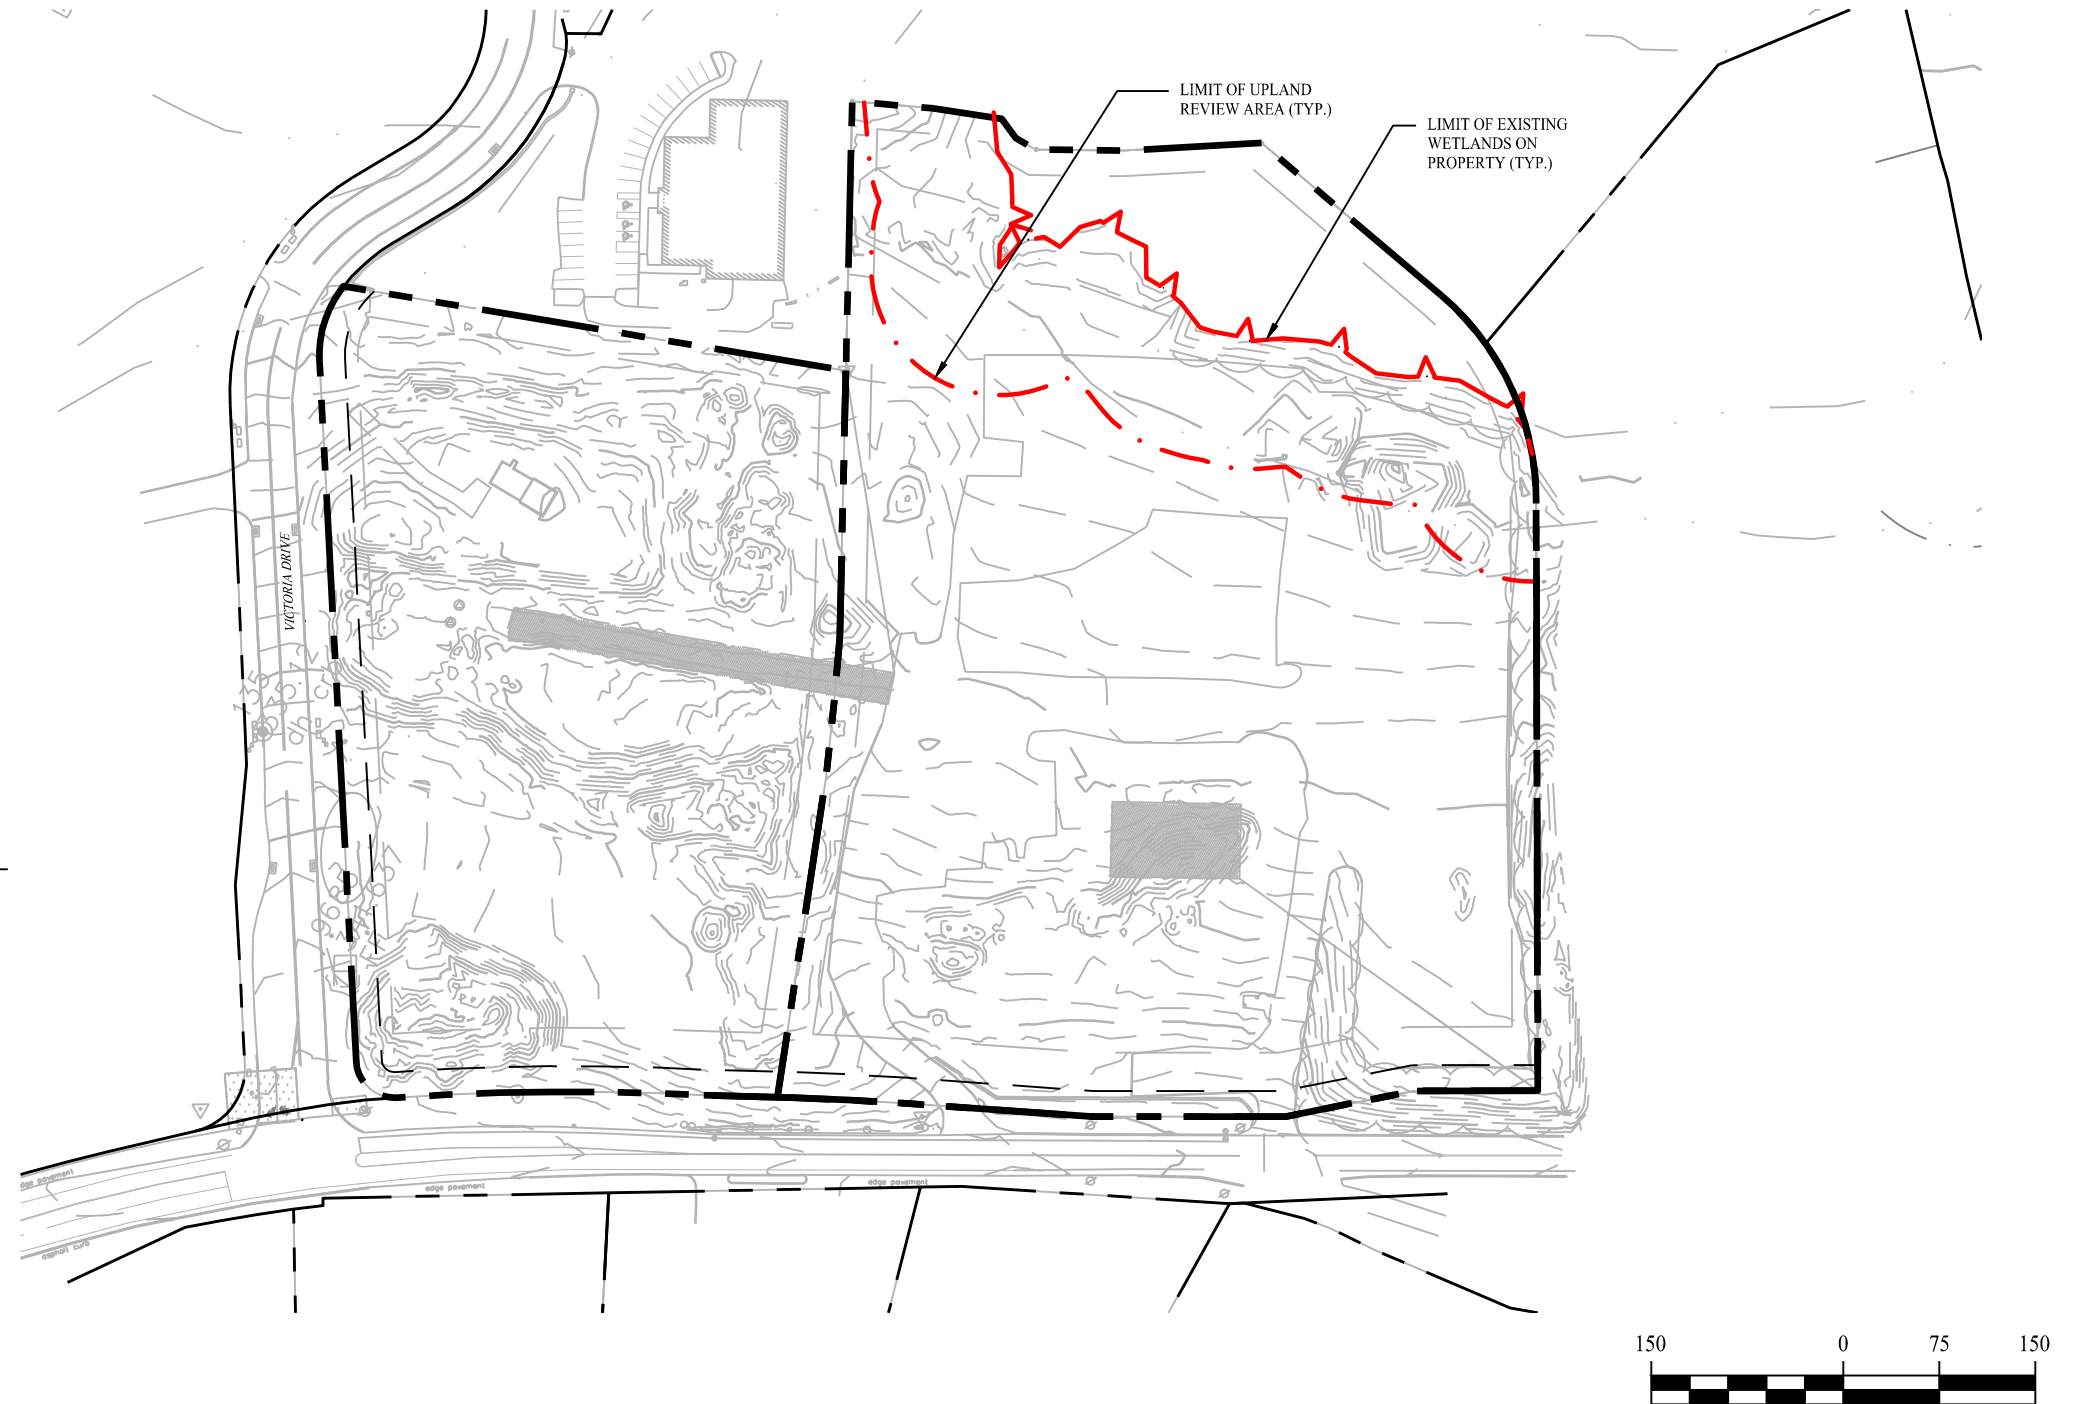 LIMIT OF UPLAND
REVIEW AREA (TYP.)
LIMIT OF EXISTING
WETLANDS ON
PROPERTY (TYP.)
VICTORIA DRIVE
edge pavement
edge pavement
edge pavement
asphalt curb
150 0 75 150